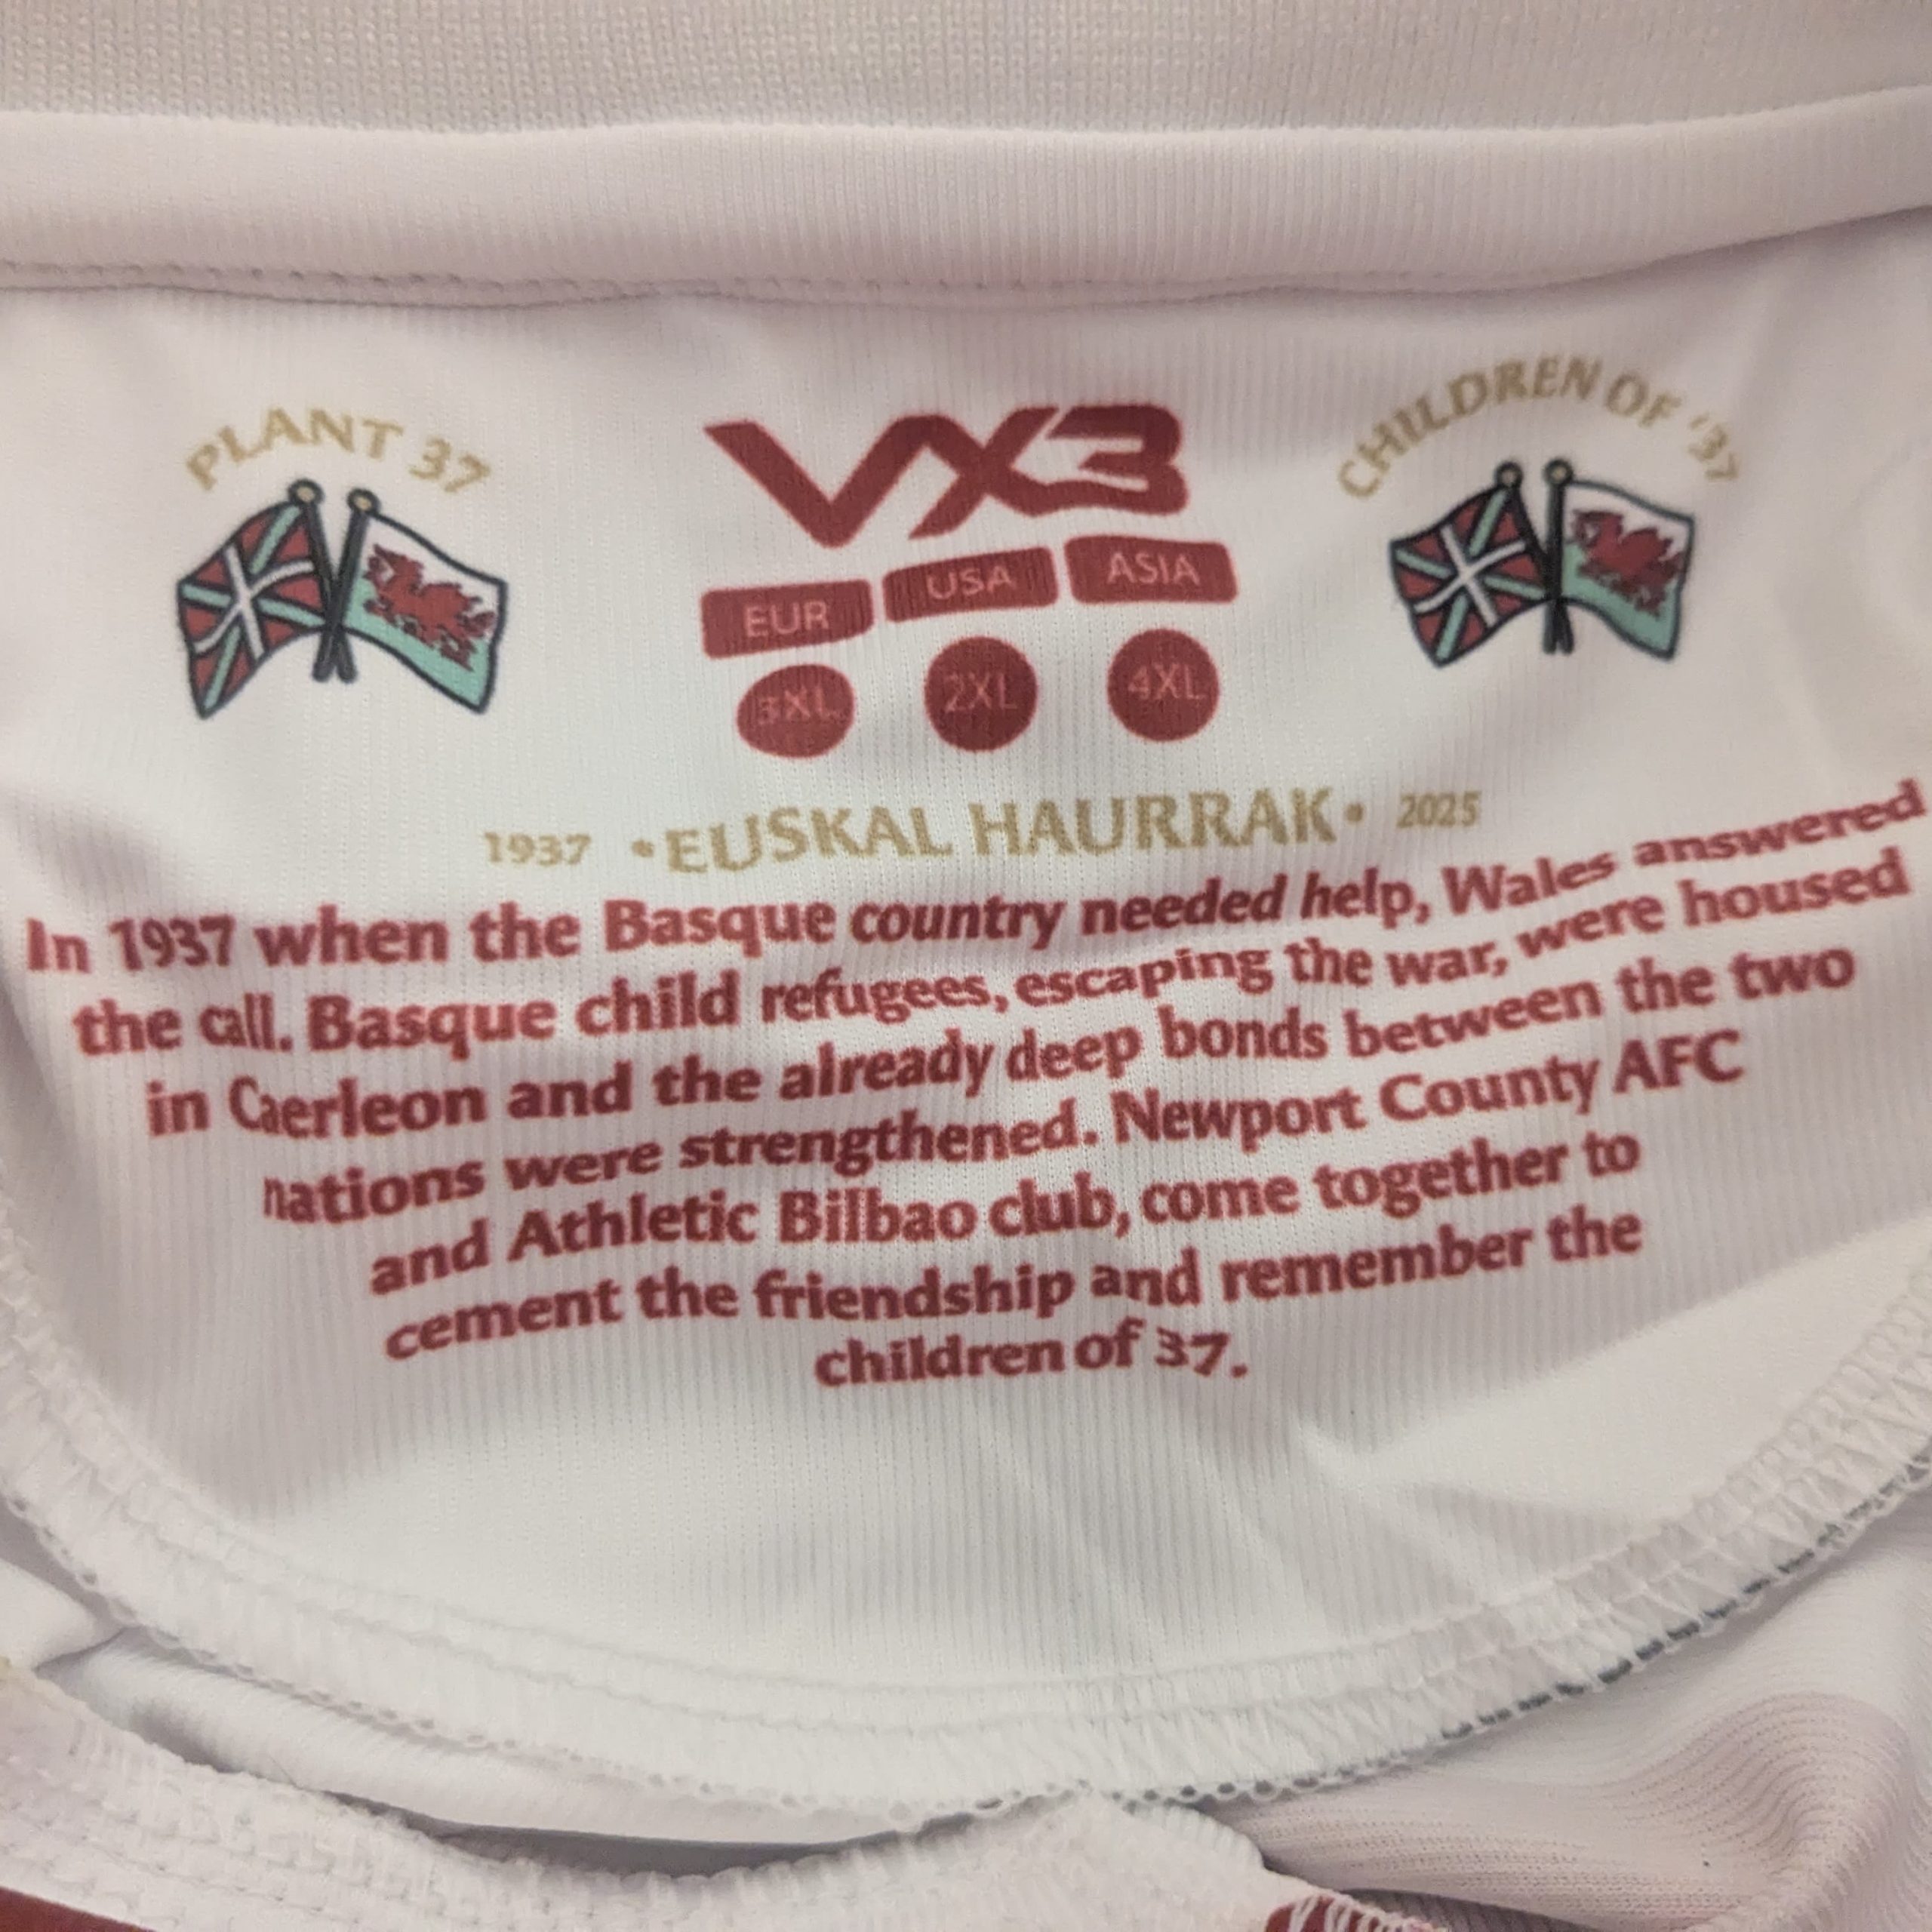 PLANT 37
VX3
CHILDREN OF '37
EUR USA ASIA
3XL 2XL 4XL
1937 •EUSKAL HAURRAK• 2025
In 1937 when the Basque country needed help, Wales answered
the call. Basque child refugees, escaping the war, were housed
in Caerleon and the already deep bonds between the two
nations were strengthened. Newport County AFC
and Athletic Bilbao club, come together to
cement the friendship and remember the
children of 37.